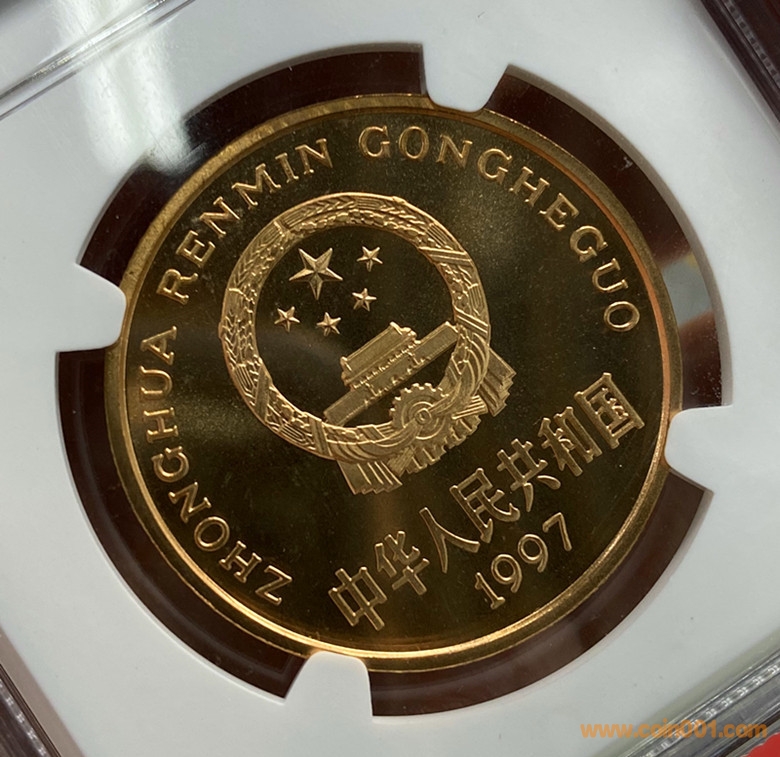 ZHONGHUA RENMIN GONGHEGUO
中华人民共和国
1997
www.coin001.com